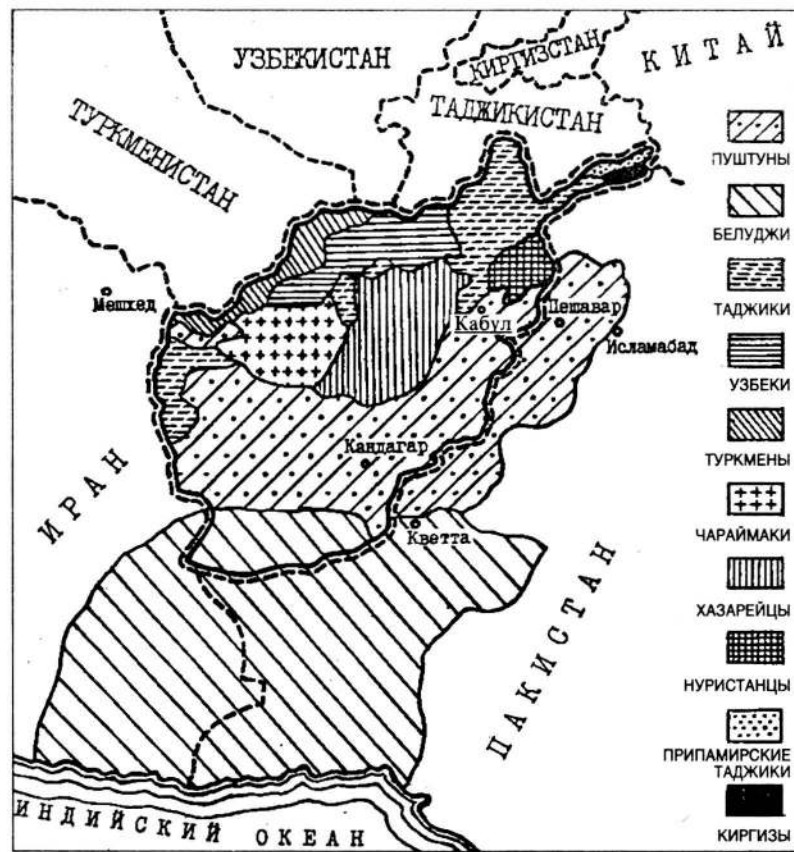 УЗБЕКИСТАН
КИРГИЗСТАН
КИТАЙ
ТАДЖИКИСТАН
ТУРКМЕНИСТАН
Мешхед
Кабул
Пешавар
Исламабад
Кандагар
ИРАН
Кветта
ПАКИСТАН
ИНДИЙСКИЙ ОКЕАН
ПУШТУНЫ
БЕЛУДЖИ
ТАДЖИКИ
УЗБЕКИ
ТУРКМЕНЫ
ЧАРАЙМАКИ
ХАЗАРЕЙЦЫ
НУРИСТАНЦЫ
ПРИПАМИРСКИЕ
ТАДЖИКИ
КИРГИЗЫ